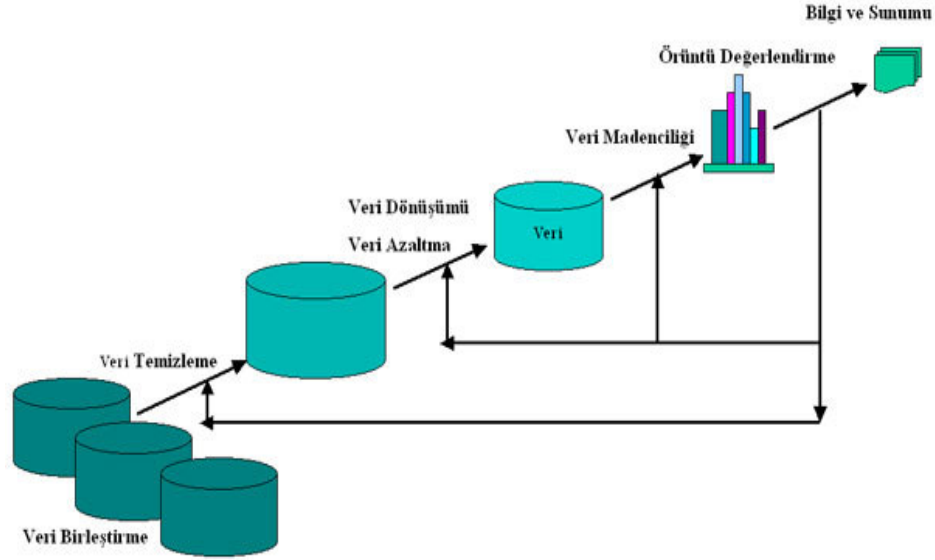 Bilgi ve Sunumu
Örüntü Değerlendirme
Veri Madenciliği
Veri Dönüşümü
Veri
Veri Azaltma
Veri Temizleme
Veri Birleştirme